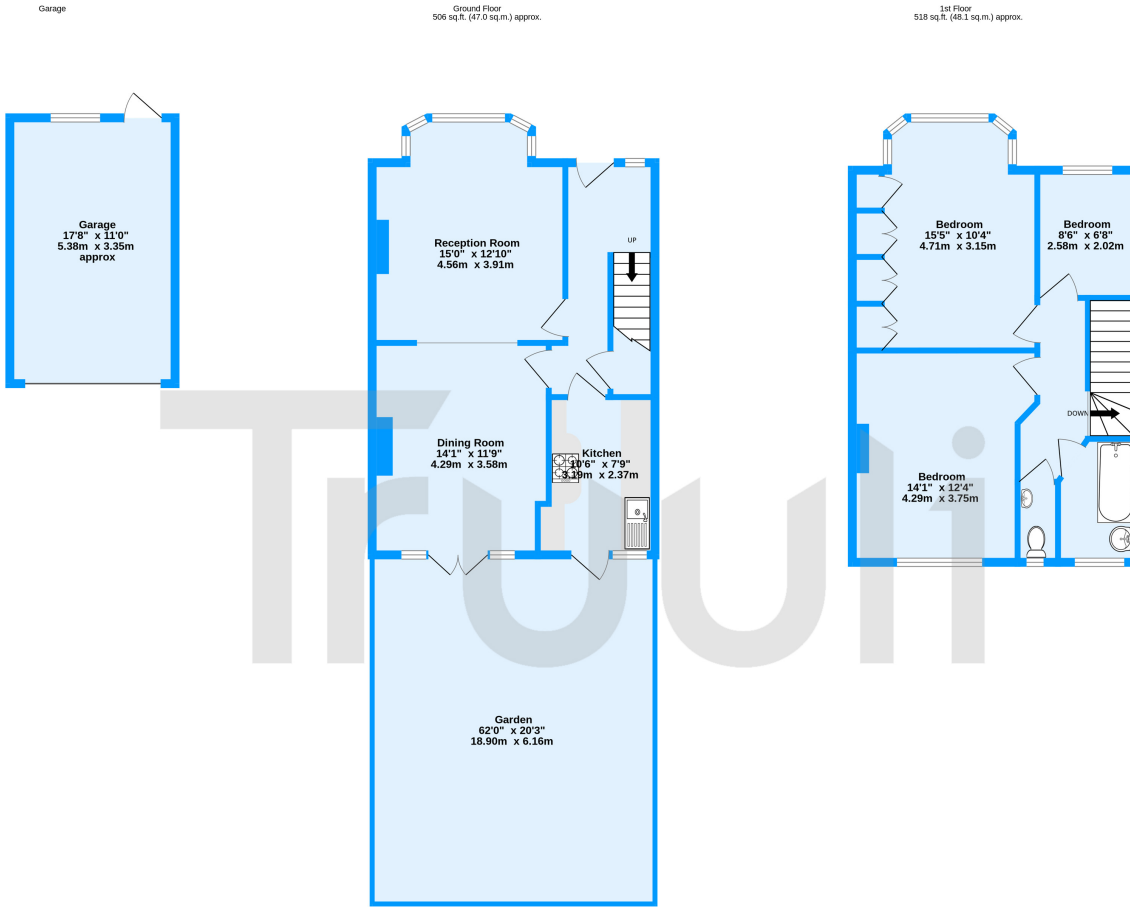 Garage
Ground Floor
506 sq.ft. (47.0 sq.m.) approx.
1st Floor
518 sq.ft. (48.1 sq.m.) approx.
Garage
17'8" x 11'0"
5.38m x 3.35m
approx
Reception Room
15'0" x 12'10"
4.56m x 3.91m
UP
Dining Room
14'1" x 11'9"
4.29m x 3.58m
Kitchen
10'6" x 7'9"
3.19m x 2.37m
Garden
62'0" x 20'3"
18.90m x 6.16m
Bedroom
15'5" x 10'4"
4.71m x 3.15m
Bedroom
8'6" x 6'8"
2.58m x 2.02m
DOWN
Bedroom
14'1" x 12'4"
4.29m x 3.75m
Truuli